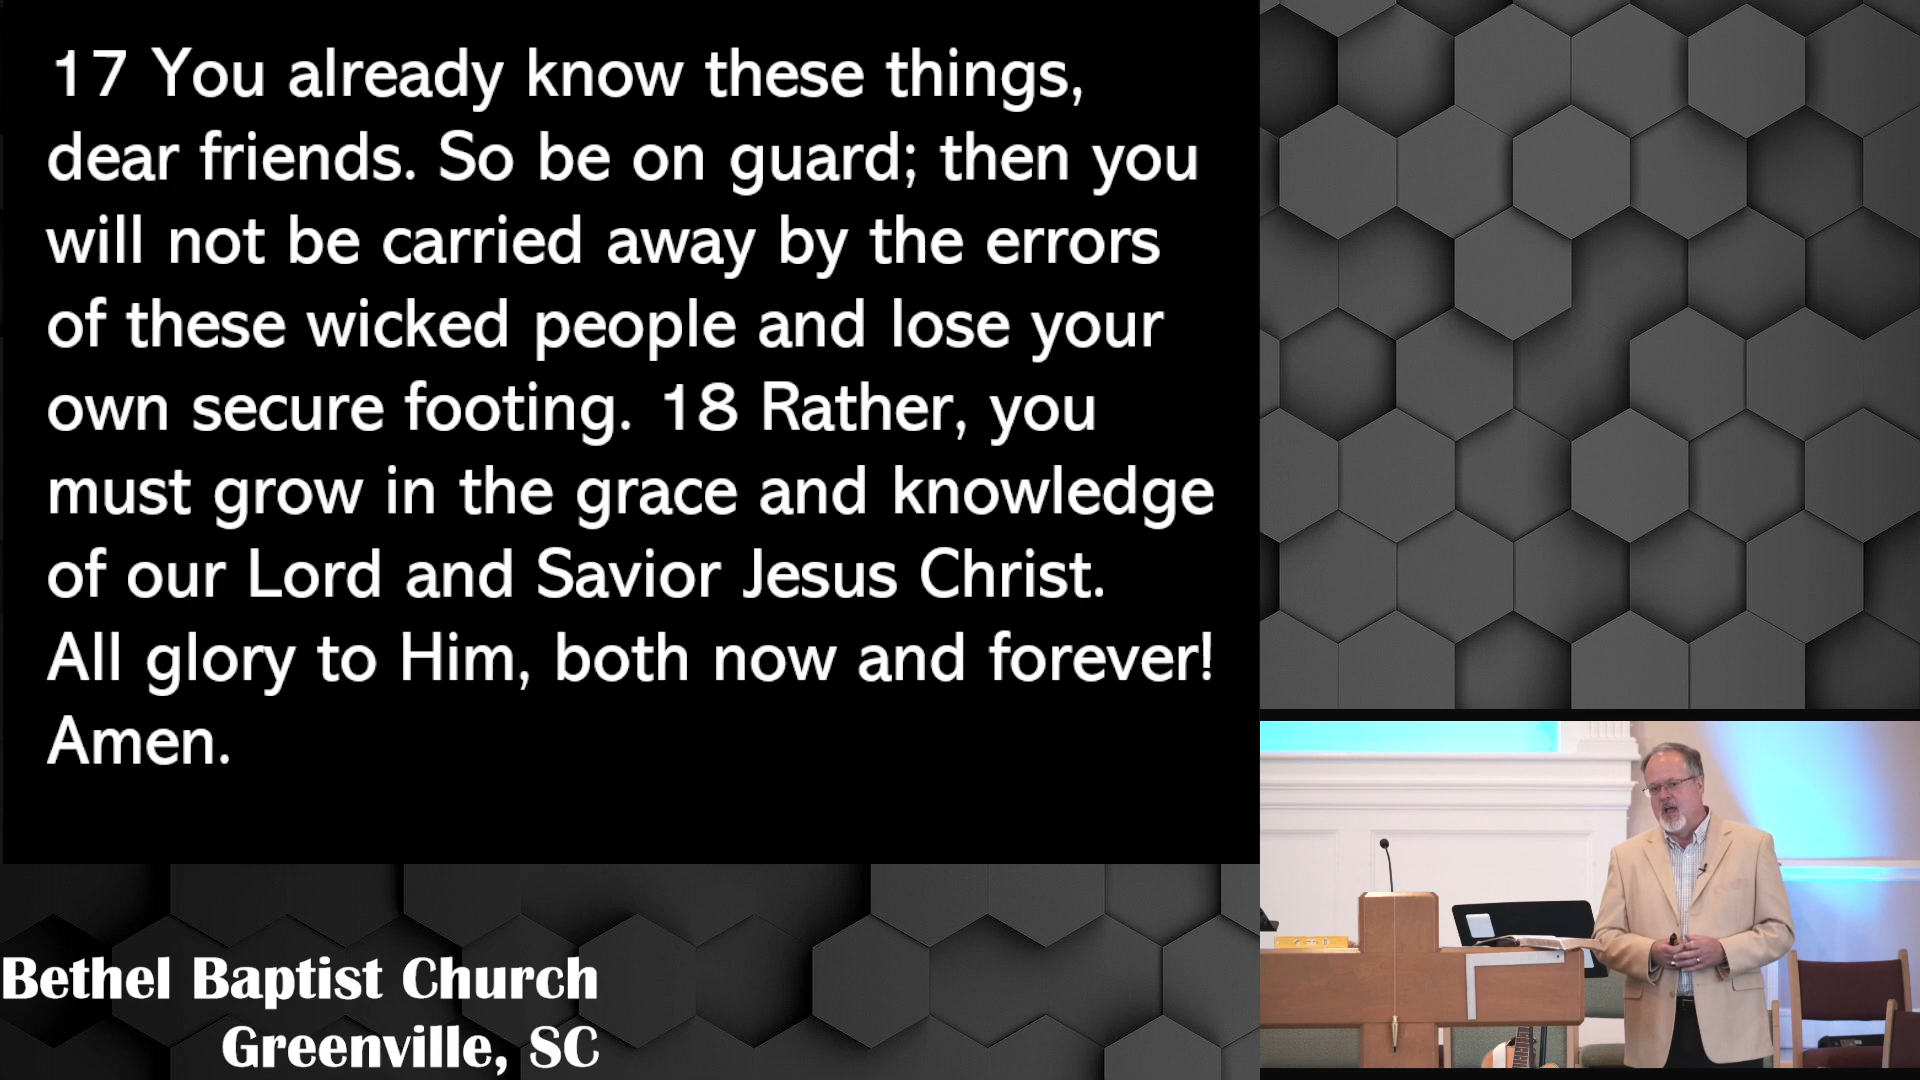 17 You already know these things,
dear friends. So be on guard; then you
will not be carried away by the errors
of these wicked people and lose your
own secure footing. 18 Rather, you
must grow in the grace and knowledge
of our Lord and Savior Jesus Christ.
All glory to Him, both now and forever!
Amen.
Bethel Baptist Church
Greenville, SC